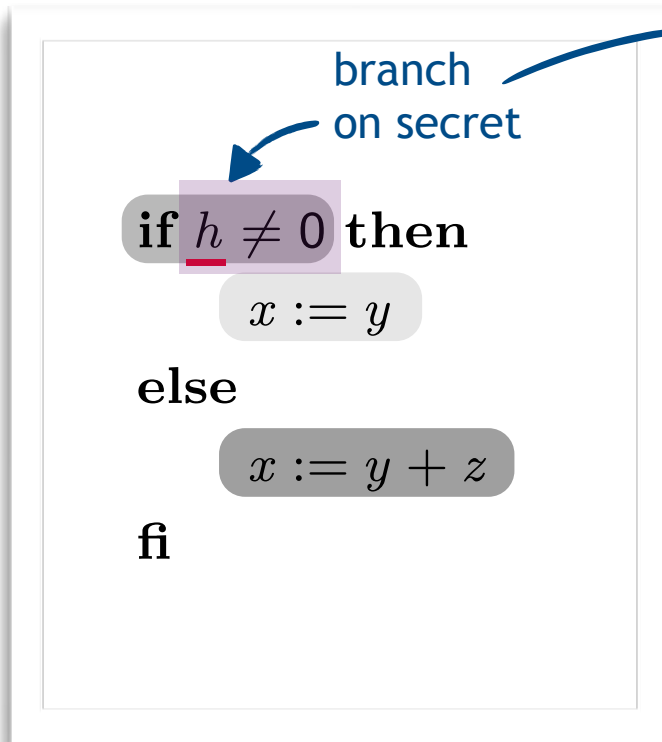 branch
on secret
if h ≠ 0 then
x := y
else
x := y + z
fi